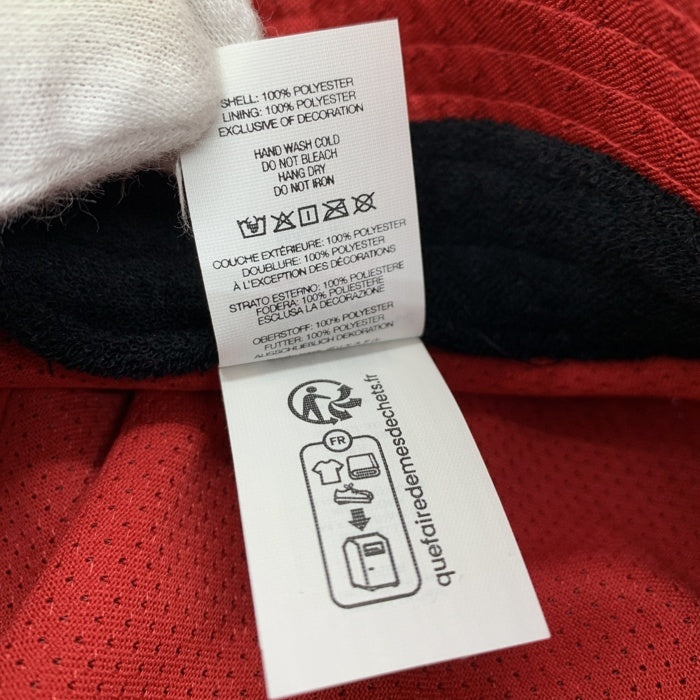 SHELL: 100% POLYESTER
LINING: 100% POLYESTER
EXCLUSIVE OF DECORATION
HAND WASH COLD
DO NOT BLEACH
HANG DRY
DO NOT IRON
COUCHE EXTÉRIEURE: 100% POLYESTER
DOUBLURE: 100% POLYESTER
À L'EXCEPTION DES DÉCORATIONS
STRATO ESTERNO: 100% POLIESTERE
FODERA: 100% POLIESTERE
ESCLUSA LA DECORAZIONE
OBERSTOFF: 100% POLYESTER
FUTTER: 100% POLYESTER
AUSSCHLIEßLICH DEKORATION
FR
quefairedemesdechets.fr